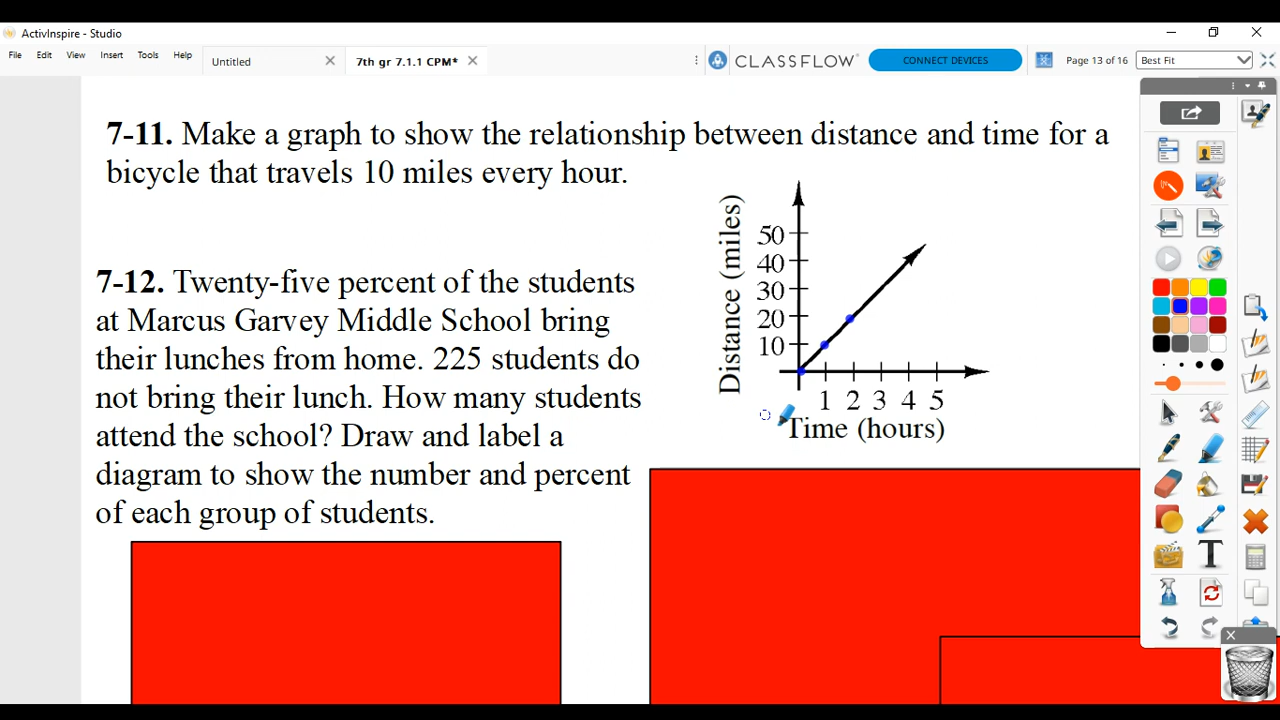 ActivInspire - Studio
File Edit View Insert Tools Help
Untitled
7th gr 7.1.1 CPM*
CLASSFLOW
CONNECT DEVICES
Page 13 of 16
Best Fit
7-11. Make a graph to show the relationship between distance and time for a
bicycle that travels 10 miles every hour.
Distance (miles)
50
40
30
20
10
1 2 3 4 5
Time (hours)
7-12. Twenty-five percent of the students
at Marcus Garvey Middle School bring
their lunches from home. 225 students do
not bring their lunch. How many students
attend the school? Draw and label a
diagram to show the number and percent
of each group of students.